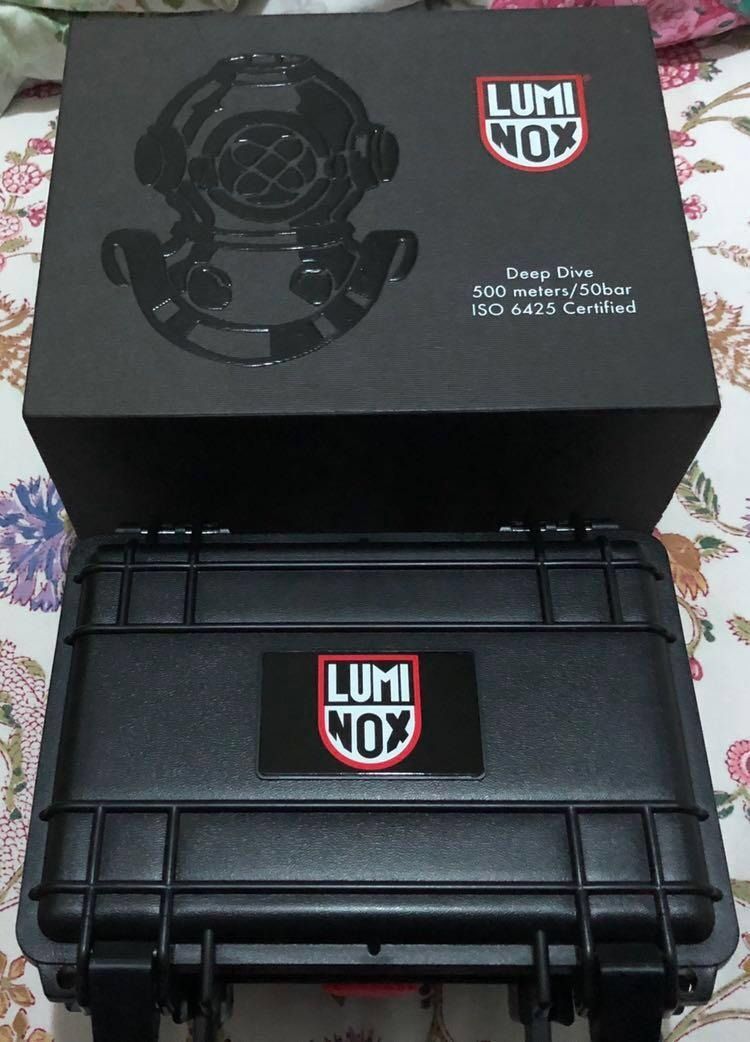 LUMI
NOX
Deep Dive
500 meters/50bar
ISO 6425 Certified
LUMI
NOX